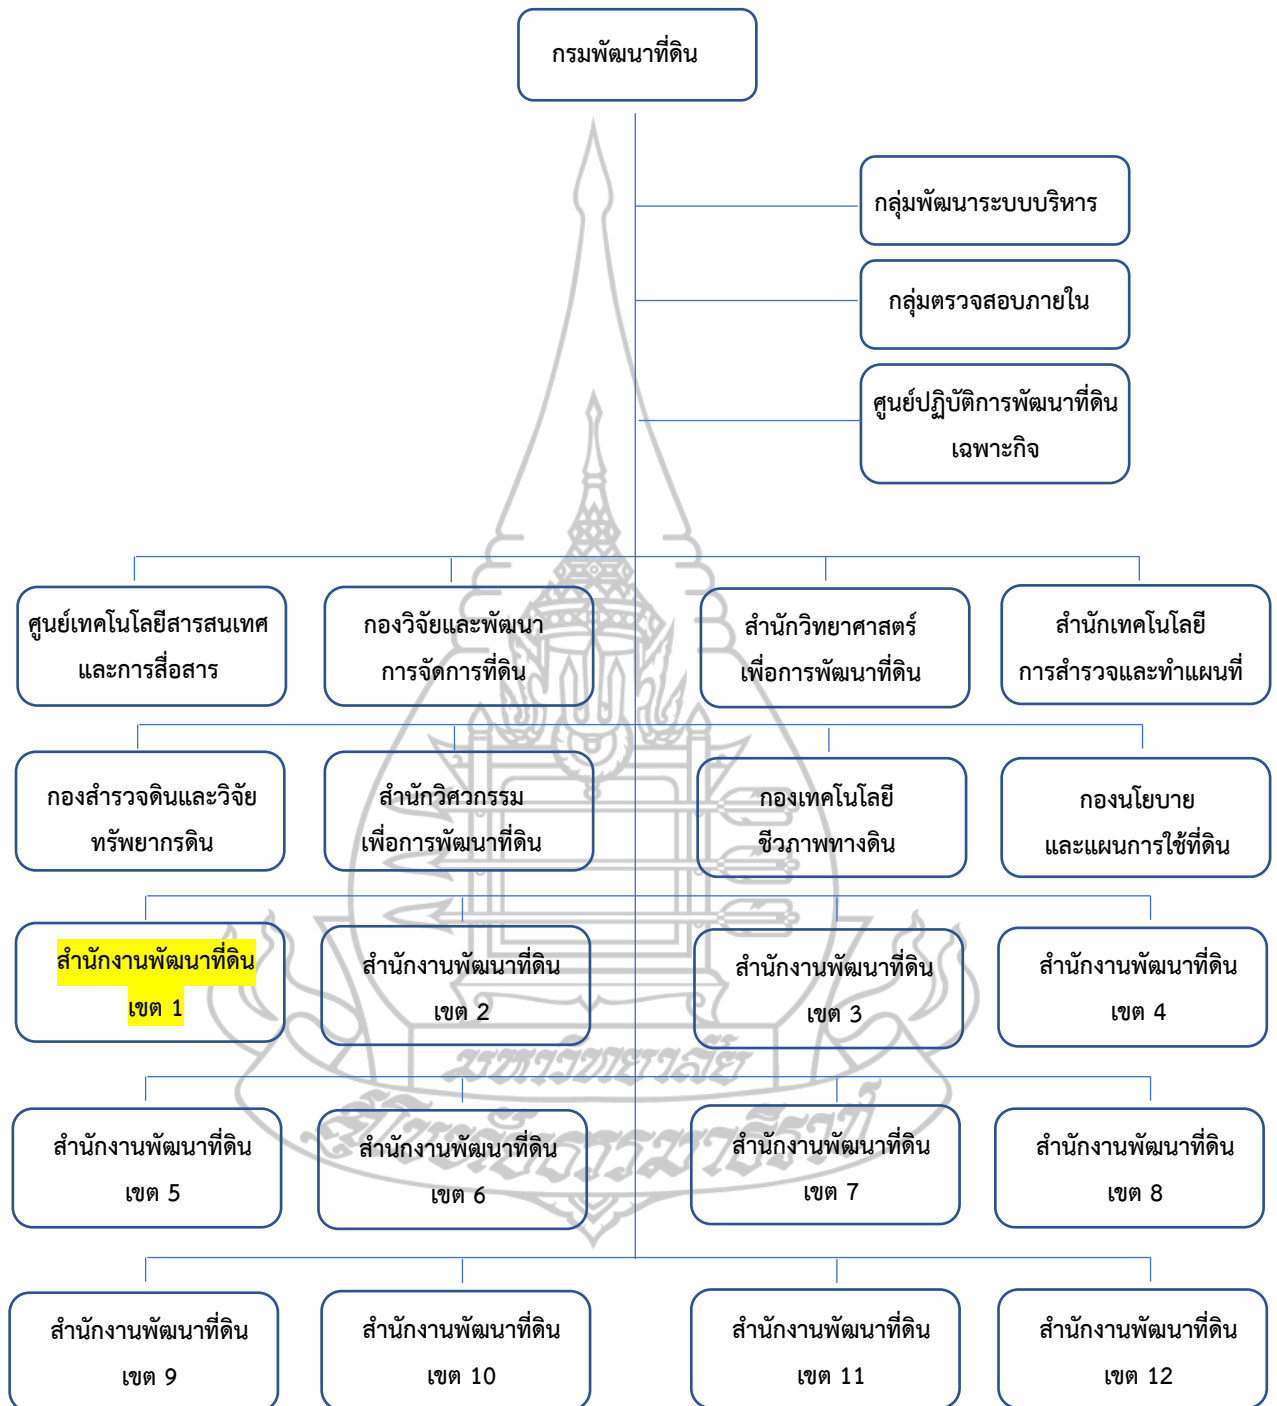 กรมพัฒนาที่ดิน
กลุ่มพัฒนาระบบบริหาร
กลุ่มตรวจสอบภายใน
ศูนย์ปฏิบัติการพัฒนาที่ดิน
เฉพาะกิจ
ศูนย์เทคโนโลยีสารสนเทศ
และการสื่อสาร
กองวิจัยและพัฒนา
การจัดการที่ดิน
สำนักวิทยาศาสตร์
เพื่อการพัฒนาที่ดิน
สำนักเทคโนโลยี
การสำรวจและทำแผนที่
กองสำรวจดินและวิจัย
ทรัพยากรดิน
สำนักวิศวกรรม
เพื่อการพัฒนาที่ดิน
กองเทคโนโลยี
ชีวภาพทางดิน
กองนโยบาย
และแผนการใช้ที่ดิน
สำนักงานพัฒนาที่ดิน
เขต 1
สำนักงานพัฒนาที่ดิน
เขต 2
สำนักงานพัฒนาที่ดิน
เขต 3
สำนักงานพัฒนาที่ดิน
เขต 4
มหาวิทยาลัย
สุโขทัยธรรมาธิราช
สำนักงานพัฒนาที่ดิน
เขต 5
สำนักงานพัฒนาที่ดิน
เขต 6
สำนักงานพัฒนาที่ดิน
เขต 7
สำนักงานพัฒนาที่ดิน
เขต 8
สำนักงานพัฒนาที่ดิน
เขต 9
สำนักงานพัฒนาที่ดิน
เขต 10
สำนักงานพัฒนาที่ดิน
เขต 11
สำนักงานพัฒนาที่ดิน
เขต 12